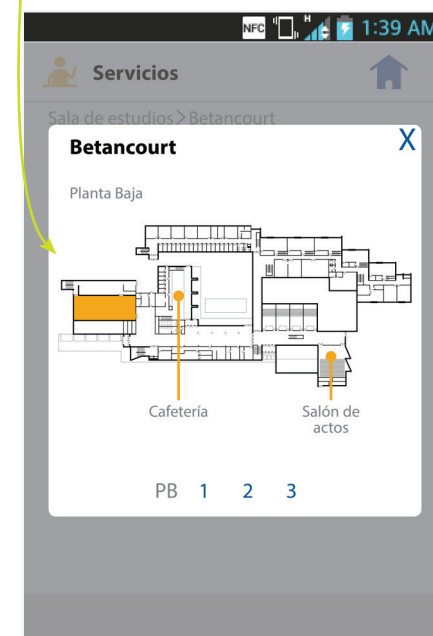 NFC H 1:39 AM
Servicios
Sala de estudios>Betancourt
Betancourt X
Planta Baja
Cafetería
Salón de
actos
PB 1 2 3